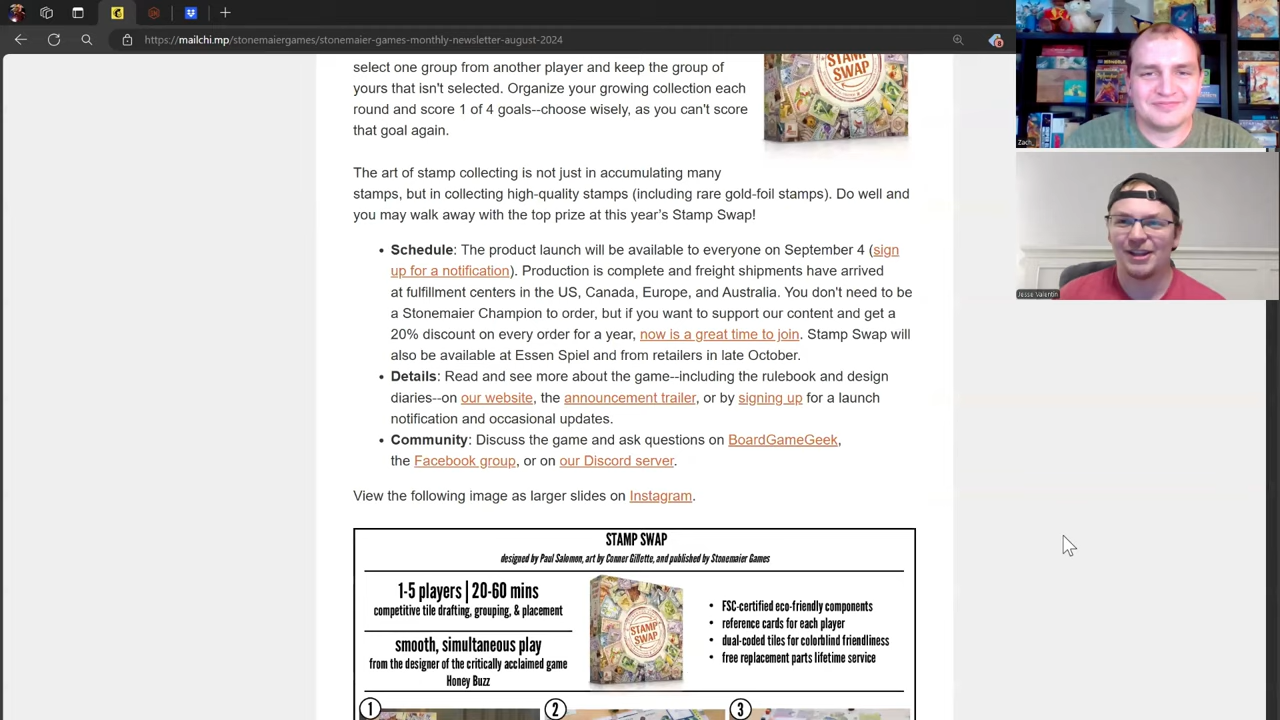 https://mailchi.mp/stonemaiergames/stonemaier-games-monthly-newsletter-august-2024
select one group from another player and keep the group of
yours that isn't selected. Organize your growing collection each
round and score 1 of 4 goals--choose wisely, as you can't score
that goal again.
STAMP
SWAP
The art of stamp collecting is not just in accumulating many
stamps, but in collecting high-quality stamps (including rare gold-foil stamps). Do well and
you may walk away with the top prize at this year's Stamp Swap!
• Schedule: The product launch will be available to everyone on September 4 (sign
up for a notification). Production is complete and freight shipments have arrived
at fulfillment centers in the US, Canada, Europe, and Australia. You don't need to be
a Stonemaier Champion to order, but if you want to support our content and get a
20% discount on every order for a year, now is a great time to join. Stamp Swap will
also be available at Essen Spiel and from retailers in late October.
• Details: Read and see more about the game--including the rulebook and design
diaries--on our website, the announcement trailer, or by signing up for a launch
notification and occasional updates.
• Community: Discuss the game and ask questions on BoardGameGeek,
the Facebook group, or on our Discord server.
View the following image as larger slides on Instagram.
STAMP SWAP
designed by Paul Salomon, art by Conner Gillette, and published by Stonemaier Games
1-5 players | 20-60 mins
competitive tile drafting, grouping, & placement
smooth, simultaneous play
from the designer of the critically acclaimed game
Honey Buzz
STAMP
SWAP
• FSC-certified eco-friendly components
• reference cards for each player
• dual-coded tiles for colorblind friendliness
• free replacement parts lifetime service
1 2 3
Zach
Jesse Valentin